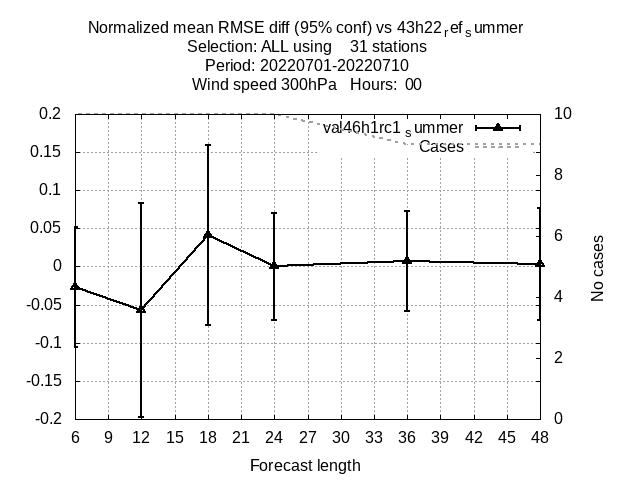 Normalized mean RMSE diff (95% conf) vs 43h22refsummer
Selection: ALL using 31 stations
Period: 20220701-20220710
Wind speed 300hPa Hours: 00
val46h1rc1summer
Cases
0.2
0.15
0.1
0.05
0
-0.05
-0.1
-0.15
-0.2
10
8
6
4
2
0
No cases
6 9 12 15 18 21 24 27 30 33 36 39 42 45 48
Forecast length